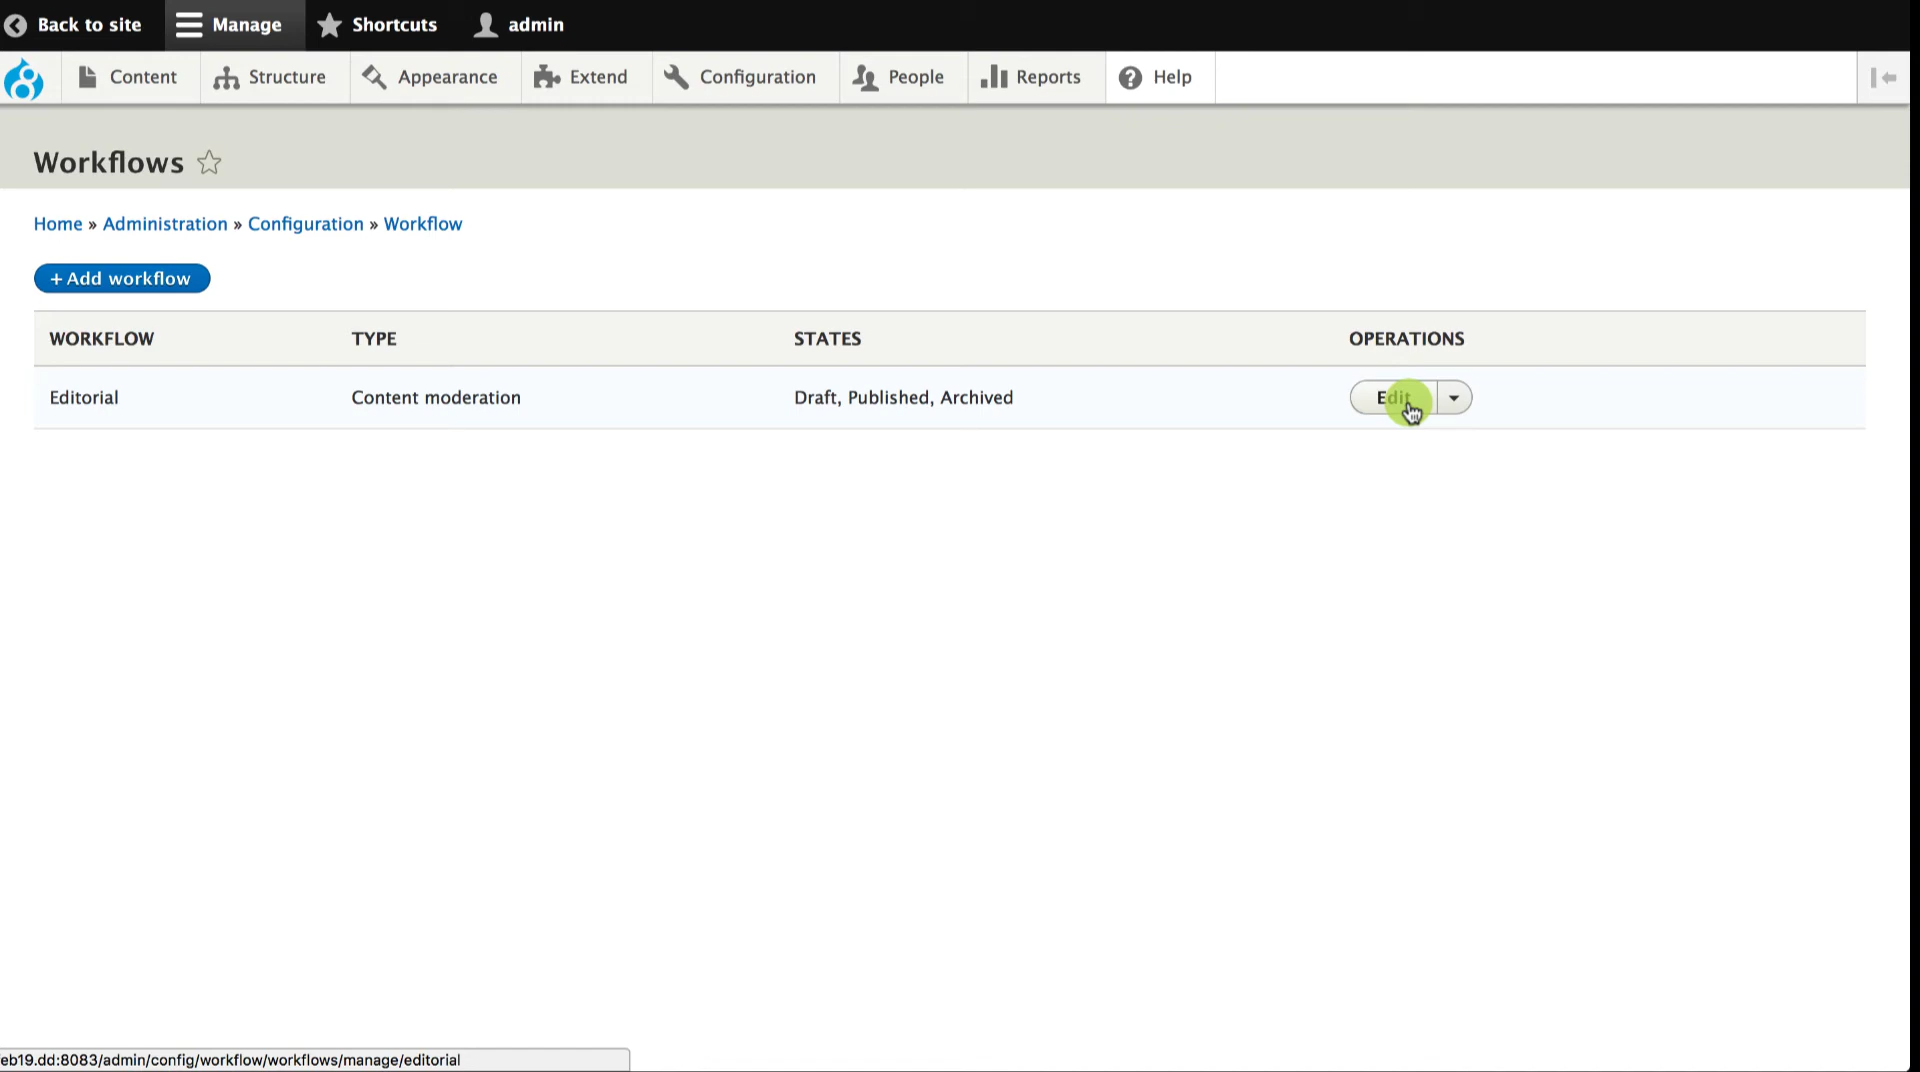 Back to site Manage Shortcuts admin
Content Structure Appearance Extend Configuration People Reports Help
Workflows
Home » Administration » Configuration » Workflow
+ Add workflow
WORKFLOW TYPE STATES OPERATIONS
Editorial Content moderation Draft, Published, Archived Edit
eb19.dd:8083/admin/config/workflow/workflows/manage/editorial